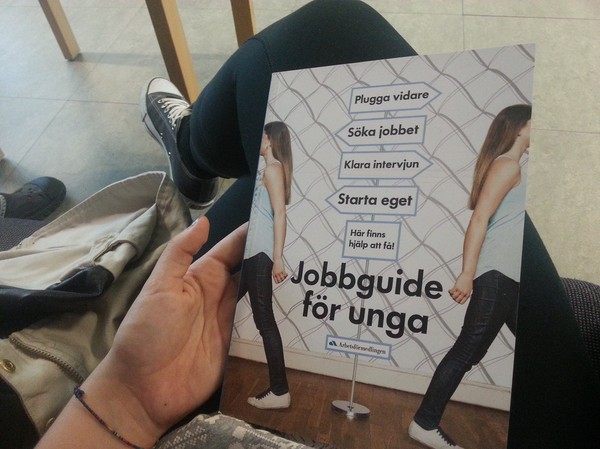 Plugga vidare
Söka jobbet
Klara intervjun
Starta eget
Här finns
hjälp att få!
Jobbguide
för unga
Arbetsförmedlingen